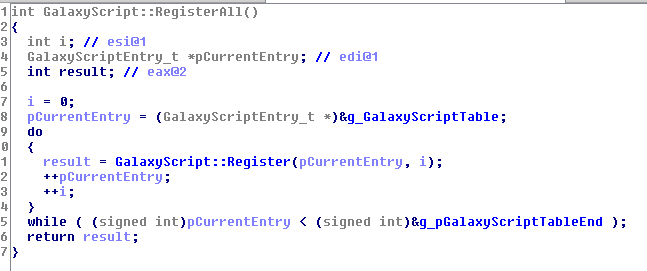 1 int GalaxyScript::RegisterAll()
2 {
3 int i; // esi@1
4 GalaxyScriptEntry_t *pCurrentEntry; // edi@1
5 int result; // eax@2
6
7 i = 0;
8 pCurrentEntry = (GalaxyScriptEntry_t *)&g_GalaxyScriptTable;
9 do
0 {
1 result = GalaxyScript::Register(pCurrentEntry, i);
2 ++pCurrentEntry;
3 ++i;
4 }
5 while ( (signed int)pCurrentEntry < (signed int)&g_pGalaxyScriptTableEnd );
6 return result;
7 }